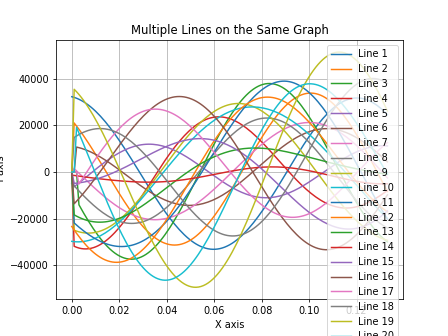 Multiple Lines on the Same Graph
40000
20000
0
−20000
−40000
0.00 0.02 0.04 0.06 0.08 0.10
X axis
Line 1
Line 2
Line 3
Line 4
Line 5
Line 6
Line 7
Line 8
Line 9
Line 10
Line 11
Line 12
Line 13
Line 14
Line 15
Line 16
Line 17
Line 18
Line 19
Line 20